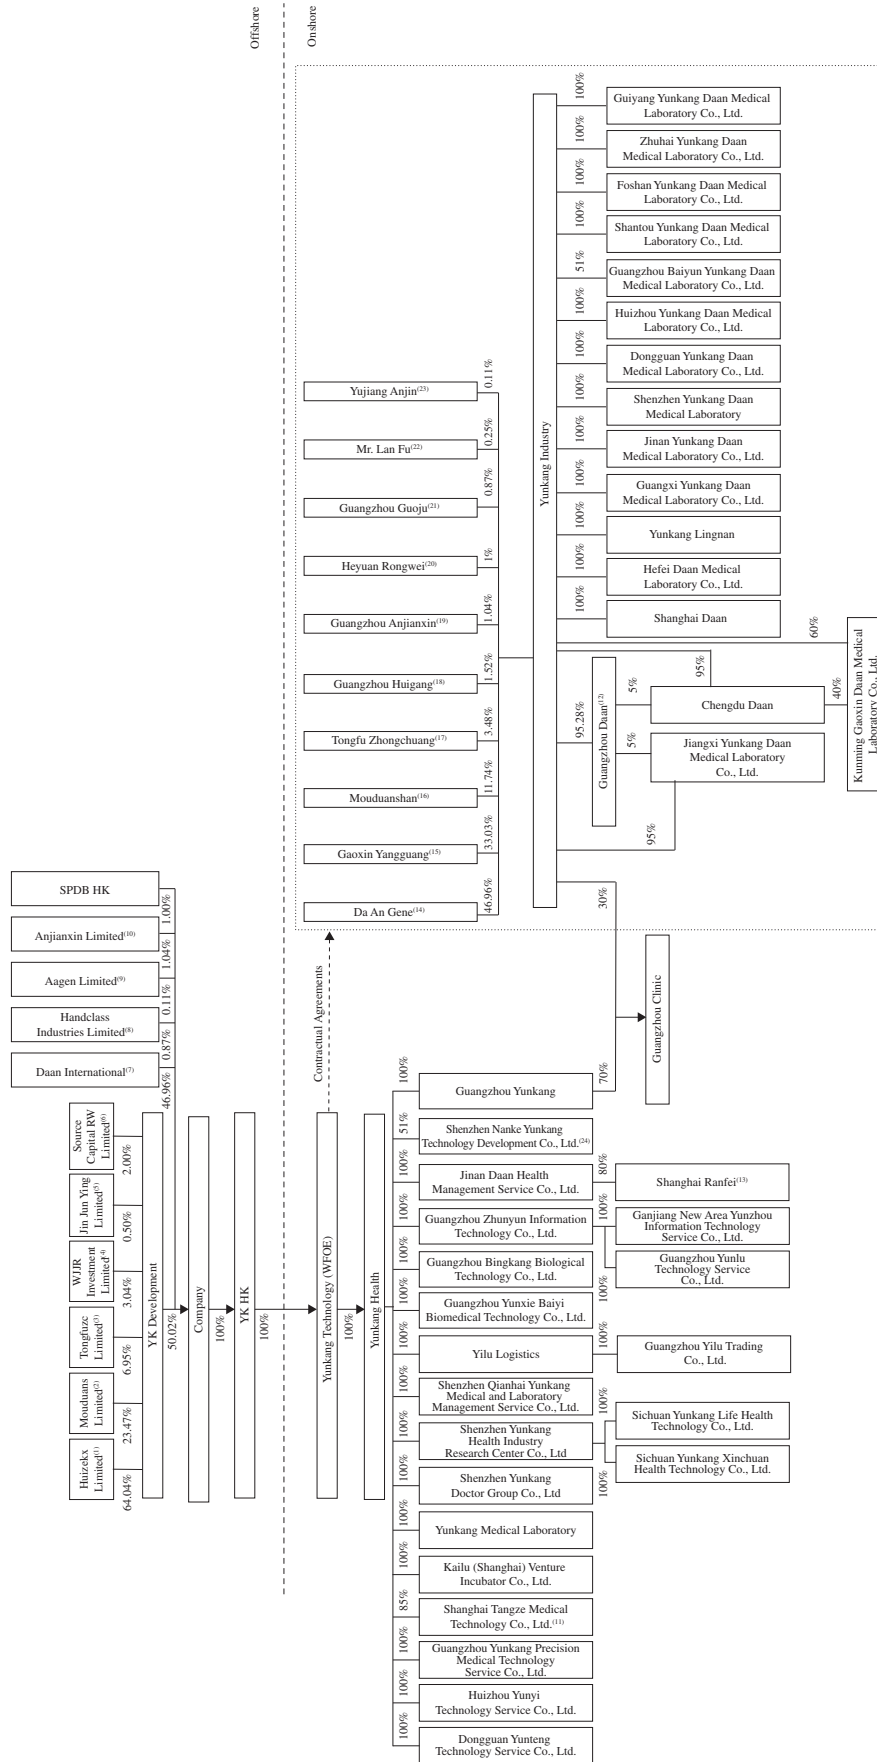 Huizekx
Limited(1)
Mouduans
Limited(2)
Tongfuzc
Limited(3)
WJJR
Investment
Limited(4)
Jin Jun Ying
Limited(5)
Source
Capital RW
Limited(6)
64.04%
23.47%
6.95%
3.04%
0.50%
2.00%
Daan International(7)
Handclass
Industries Limited(8)
Aagen Limited(9)
Anjianxin Limited(10)
SPDB HK
YK Development
50.02%
46.96%
0.87%
0.11%
1.04%
1.00%
Company
100%
YK HK
100%
Offshore
Onshore
Yunkang Technology (WFOE)
Contractual Agreements
100%
Yunkang Health
100%
100%
100%
85%
100%
100%
100%
100%
100%
100%
100%
100%
100%
100%
51%
100%
Dongguan Yunteng
Technology Service Co., Ltd.
Huizhou Yunyi
Technology Service Co., Ltd.
Guangzhou Yunkang Precision
Medical Technology
Service Co., Ltd.
Shanghai Tangze Medical
Technology Co., Ltd.(11)
Kailu (Shanghai) Venture
Incubator Co., Ltd.
Yunkang Medical Laboratory
Shenzhen Yunkang
Doctor Group Co., Ltd
Shenzhen Yunkang
Health Industry
Research Center Co., Ltd
Shenzhen Qianhai Yunkang
Medical and Laboratory
Management Service Co., Ltd.
Yilu Logistics
Guangzhou Yunxie Baiyi
Biomedical Technology Co., Ltd.
Guangzhou Bingkang Biological
Technology Co., Ltd.
Guangzhou Zhunyun Information
Technology Co., Ltd.
Jinan Daan Health
Management Service Co., Ltd.
Shenzhen Nanke Yunkang
Technology Development Co., Ltd.(24)
Guangzhou Yunkang
100%
100%
100%
100%
100%
80%
70%
30%
Sichuan Yunkang Xinchuan
Health Technology Co., Ltd.
Sichuan Yunkang Life Health
Technology Co., Ltd.
Guangzhou Yilu Trading
Co., Ltd.
Guangzhou Yunlu
Technology Service
Co., Ltd.
Ganjiang New Area Yunzhou
Information Technology
Service Co., Ltd.
Shanghai Ranfei(13)
Guangzhou Clinic
Da An Gene(14)
Gaoxin Yangguang(15)
Mouduanshan(16)
Tongfu Zhongchuang(17)
Guangzhou Huigang(18)
Guangzhou Anjianxin(19)
Heyuan Rongwei(20)
Guangzhou Guoju(21)
Mr. Lan Fu(22)
Yujiang Anjin(23)
46.96%
33.03%
11.74%
3.48%
1.52%
1.04%
1%
0.87%
0.25%
0.11%
Yunkang Industry
95%
95.28%
Guangzhou Daan(12)
5%
5%
95%
Jiangxi Yunkang Daan
Medical Laboratory
Co., Ltd.
Chengdu Daan
40%
60%
Kunming Gaoxin Daan Medical
Laboratory Co., Ltd.
100%
100%
100%
100%
100%
100%
100%
100%
51%
100%
100%
100%
100%
Shanghai Daan
Hefei Daan Medical
Laboratory Co., Ltd.
Yunkang Lingnan
Guangxi Yunkang Daan
Medical Laboratory Co., Ltd.
Jinan Yunkang Daan
Medical Laboratory Co., Ltd.
Shenzhen Yunkang Daan
Medical Laboratory
Dongguan Yunkang Daan
Medical Laboratory Co., Ltd.
Huizhou Yunkang Daan Medical
Laboratory Co., Ltd.
Guangzhou Baiyun Yunkang Daan
Medical Laboratory Co., Ltd.
Shantou Yunkang Daan Medical
Laboratory Co., Ltd.
Foshan Yunkang Daan Medical
Laboratory Co., Ltd.
Zhuhai Yunkang Daan
Medical Laboratory Co., Ltd.
Guiyang Yunkang Daan Medical
Laboratory Co., Ltd.